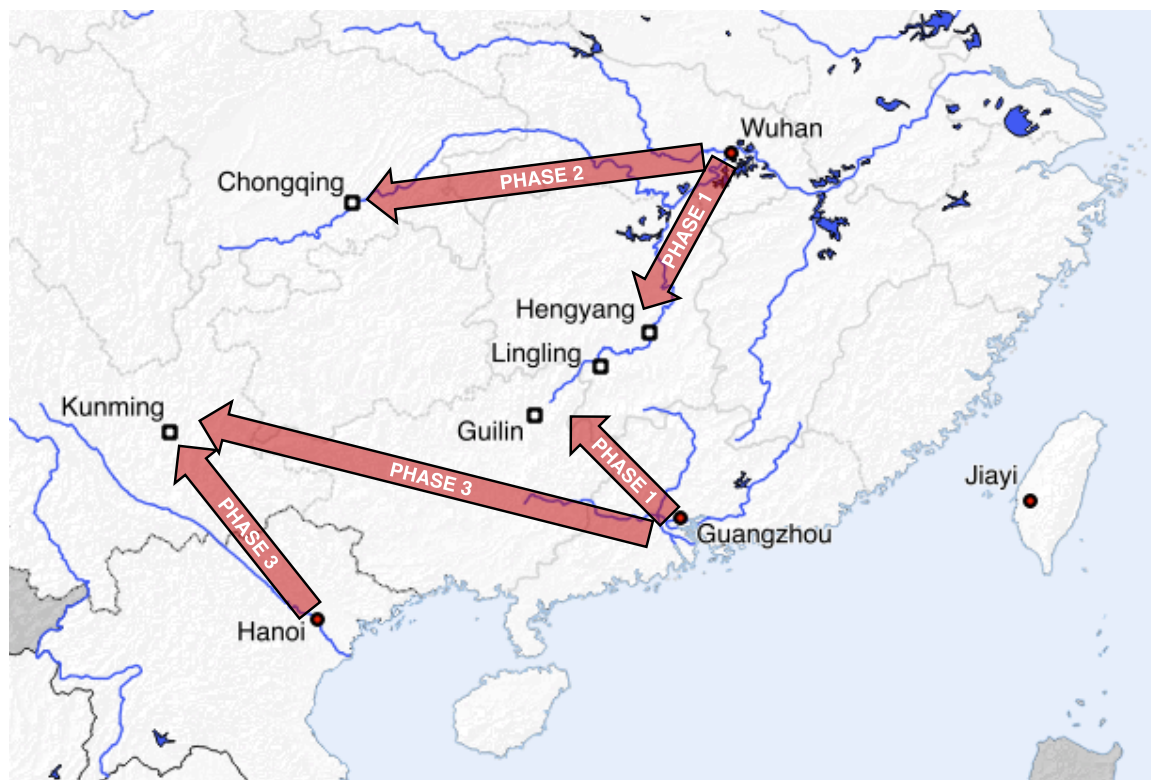 Wuhan
PHASE 2
Chongqing
PHASE 1
Hengyang
Lingling
Kunming
Guilin
PHASE 1
PHASE 3
Jiayi
PHASE 3
Guangzhou
Hanoi